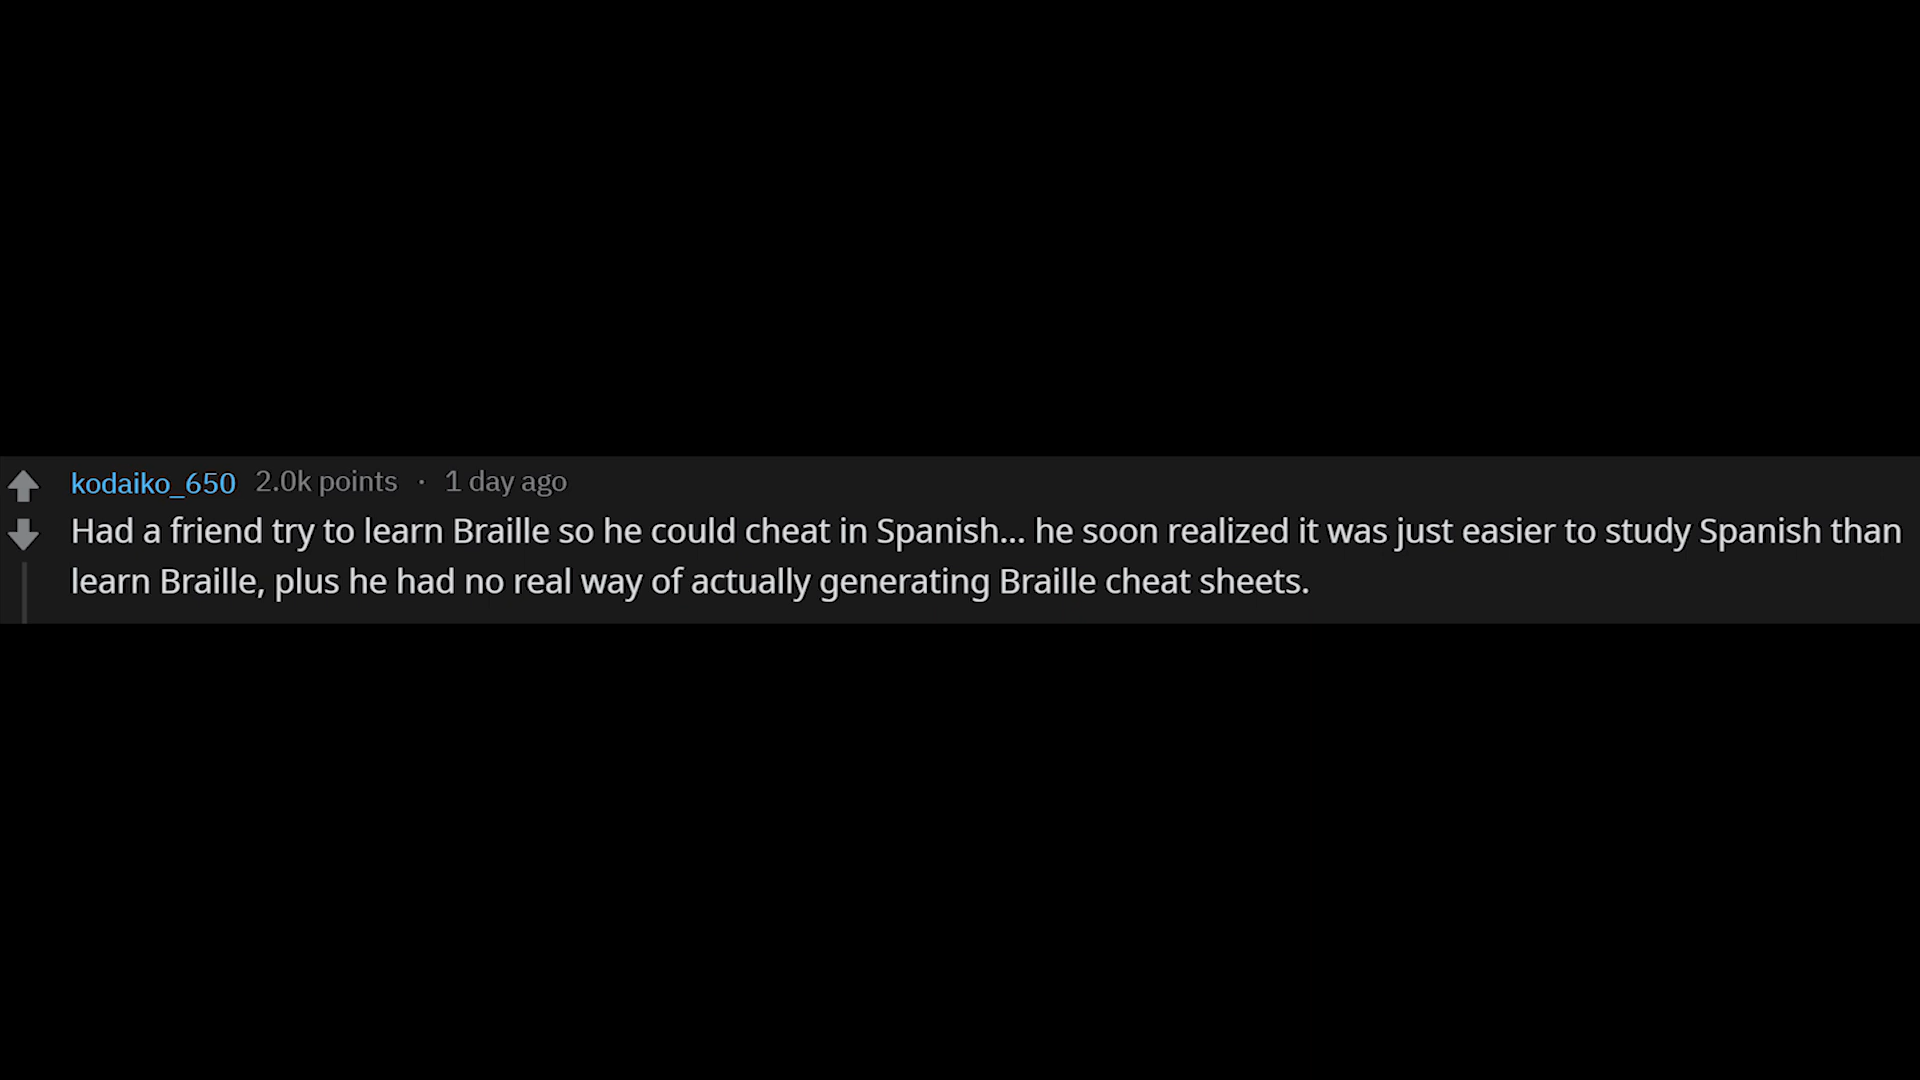 kodaiko_650 2.0k points · 1 day ago
Had a friend try to learn Braille so he could cheat in Spanish... he soon realized it was just easier to study Spanish than
learn Braille, plus he had no real way of actually generating Braille cheat sheets.